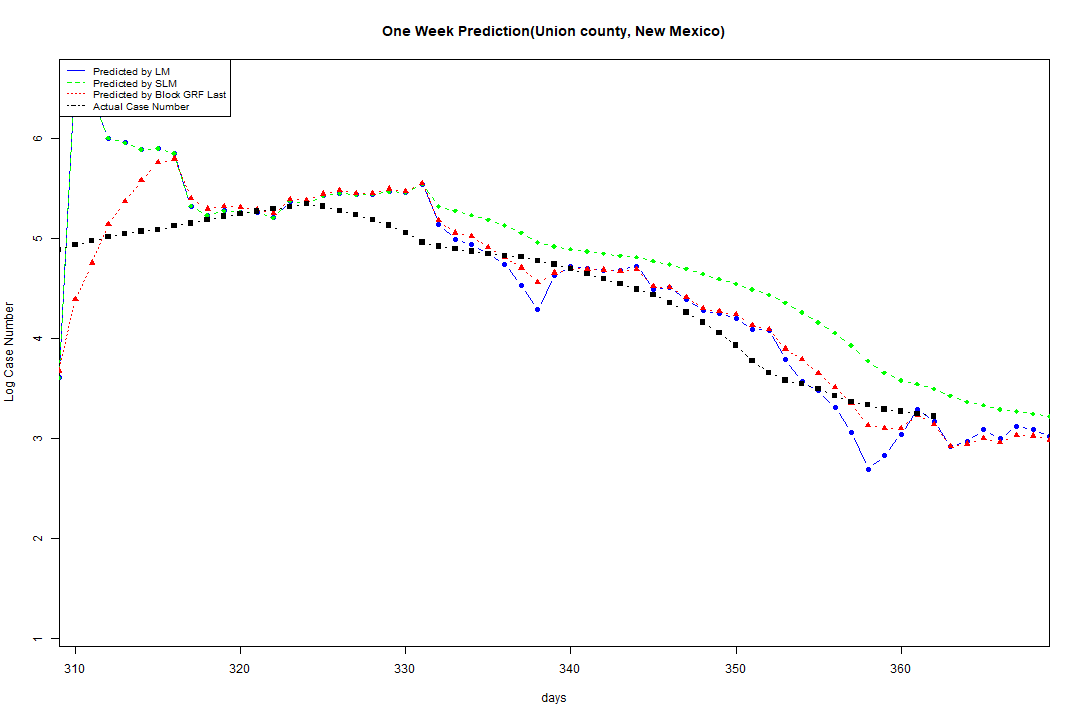 One Week Prediction(Union county, New Mexico)
Predicted by LM
Predicted by SLM
Predicted by Block GRF Last
Actual Case Number
6
5
4
3
2
1
Log Case Number
310 320 330 340 350 360
days